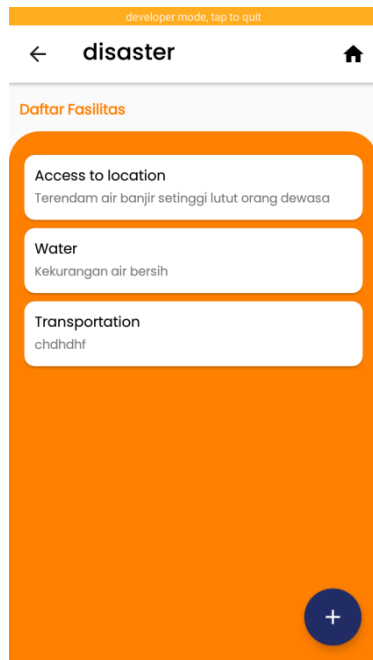 developer mode, tap to quit
disaster
Daftar Fasilitas
Access to location
Terendam air banjir setinggi lutut orang dewasa
Water
Kekurangan air bersih
Transportation
chdhdhf